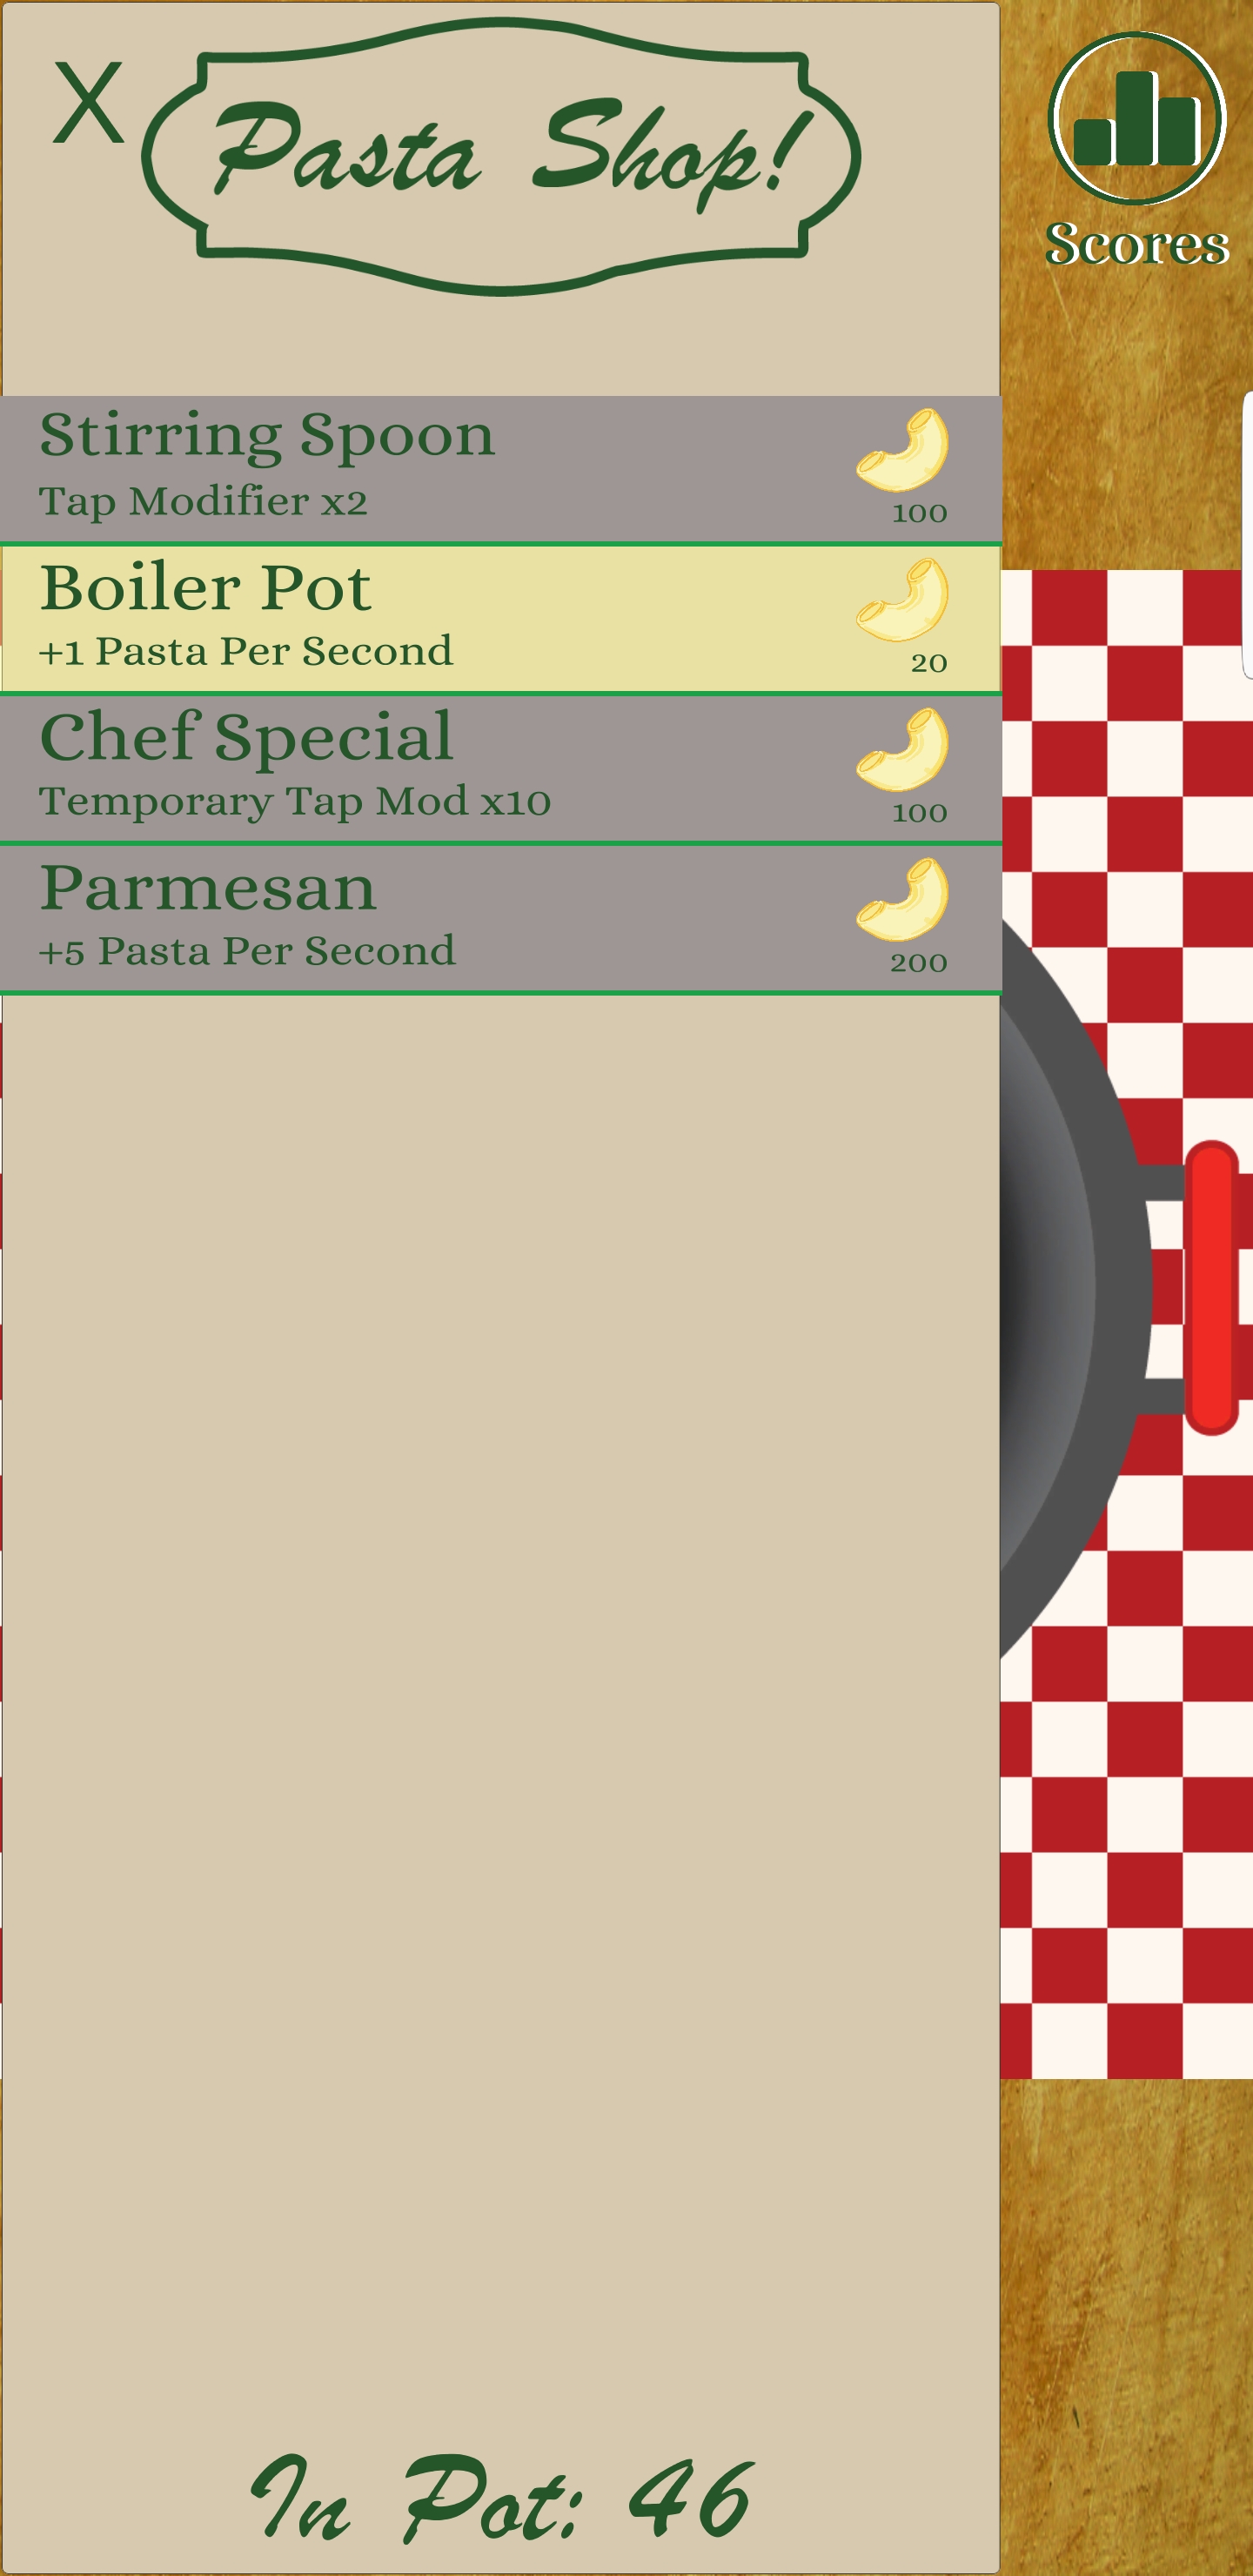 X
Pasta Shop!
Scores
Stirring Spoon
Tap Modifier x2
100
Boiler Pot
+1 Pasta Per Second
20
Chef Special
Temporary Tap Mod x10
100
Parmesan
+5 Pasta Per Second
200
In Pot: 46